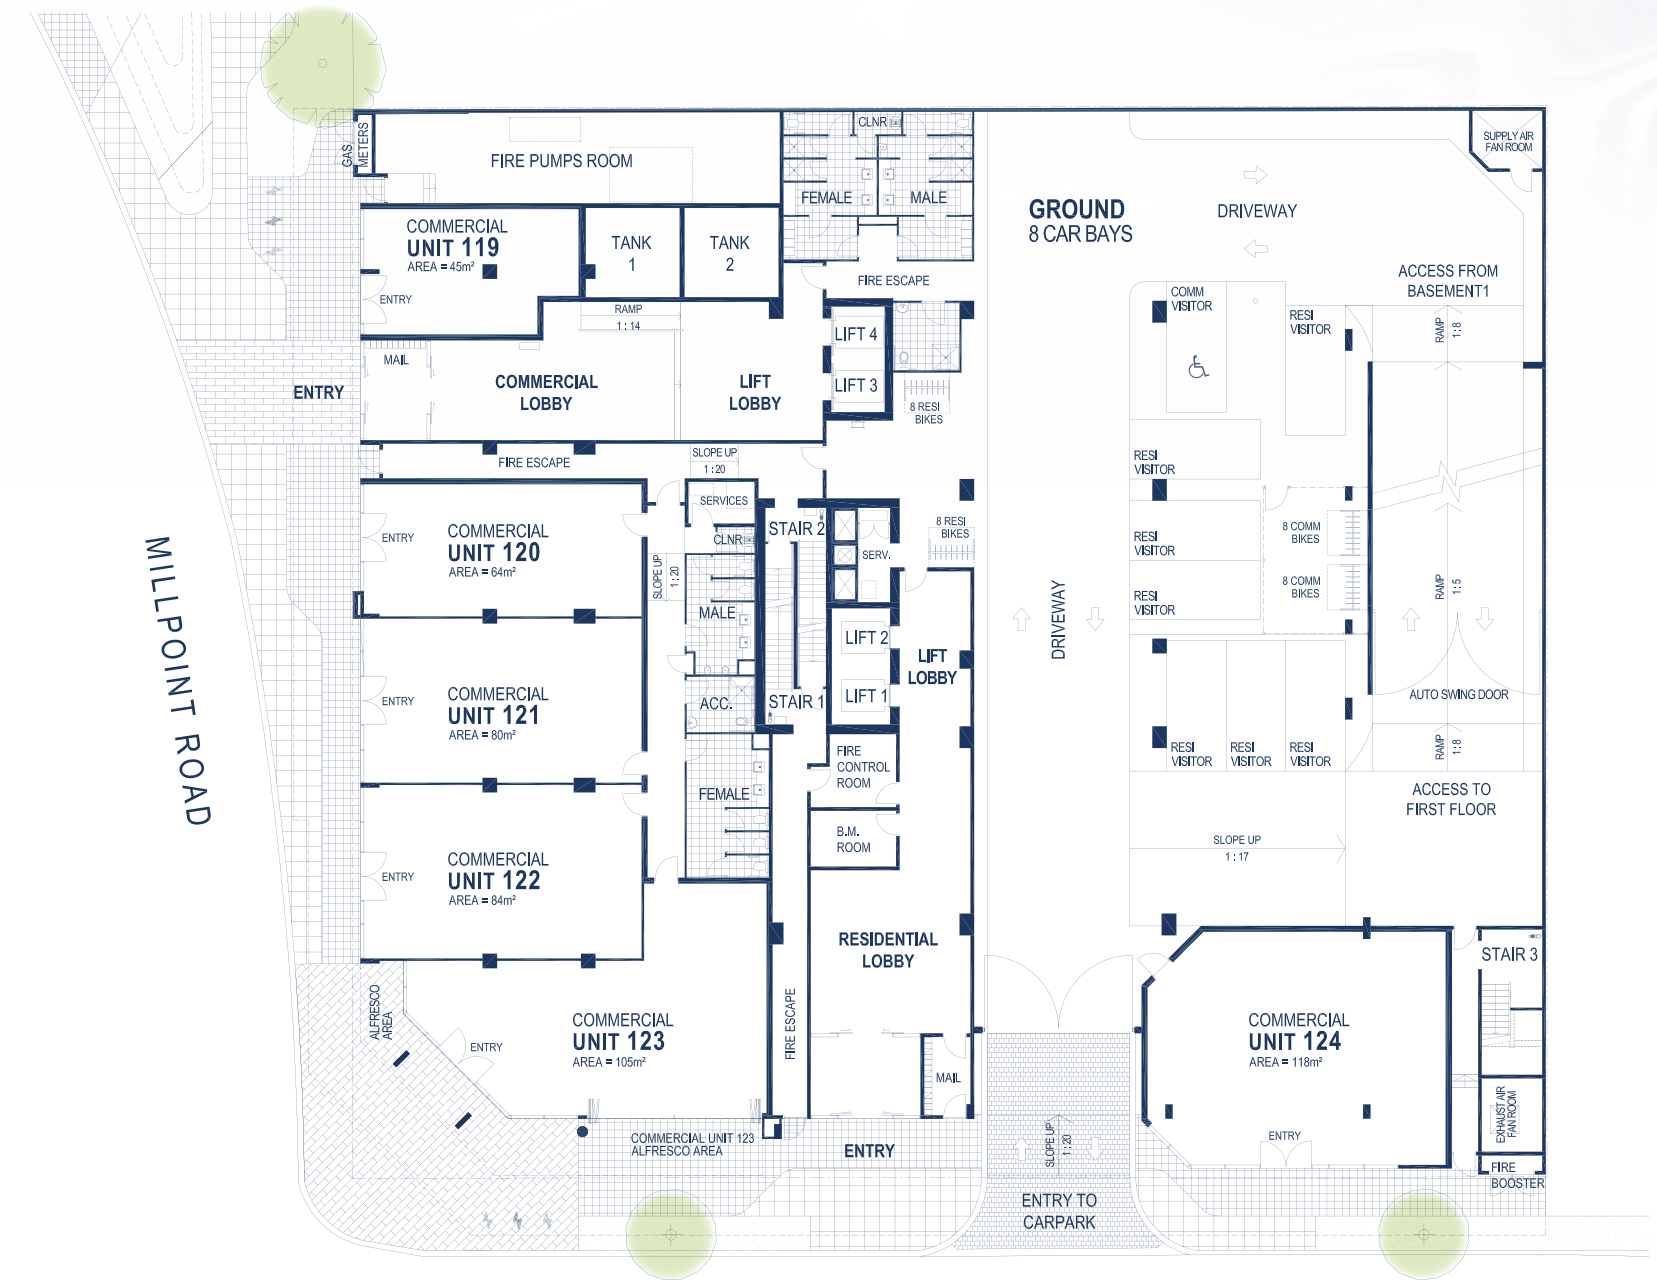 GAS
METERS
FIRE PUMPS ROOM
CLNR
FEMALE
MALE
SUPPLY AIR
FAN ROOM
COMMERCIAL
UNIT 119
AREA = 45m²
ENTRY
TANK
1
TANK
2
GROUND
8 CAR BAYS
DRIVEWAY
FIRE ESCAPE
ACCESS FROM
BASEMENT1
COMM
VISITOR
RESI
VISITOR
RAMP
1 : 8
RAMP
1 : 14
LIFT 4
LIFT 3
MAIL
ENTRY
COMMERCIAL
LOBBY
LIFT
LOBBY
8 RESI
BIKES
FIRE ESCAPE
SLOPE UP
1 : 20
RESI
VISITOR
SERVICES
COMMERCIAL
UNIT 120
AREA = 64m²
ENTRY
CLNR
STAIR 2
SERV.
8 RESI
BIKES
RESI
VISITOR
8 COMM
BIKES
SLOPE UP
1 : 20
MALE
RESI
VISITOR
8 COMM
BIKES
RAMP
1 : 5
DRIVEWAY
MILLPOINT ROAD
LIFT 2
LIFT 1
LIFT
LOBBY
COMMERCIAL
UNIT 121
AREA = 80m²
ENTRY
ACC.
STAIR 1
AUTO SWING DOOR
RESI
VISITOR
RESI
VISITOR
RESI
VISITOR
RAMP
1 : 8
FIRE
CONTROL
ROOM
FEMALE
ACCESS TO
FIRST FLOOR
B.M.
ROOM
SLOPE UP
1 : 17
COMMERCIAL
UNIT 122
AREA = 84m²
ENTRY
RESIDENTIAL
LOBBY
STAIR 3
ALFRESCO
AREA
COMMERCIAL
UNIT 123
AREA = 105m²
ENTRY
FIRE ESCAPE
MAIL
COMMERCIAL
UNIT 124
AREA = 118m²
ENTRY
EXHAUST AIR
FAN ROOM
COMMERCIAL UNIT 123
ALFRESCO AREA
ENTRY
SLOPE UP
1 : 20
FIRE
BOOSTER
ENTRY TO
CARPARK